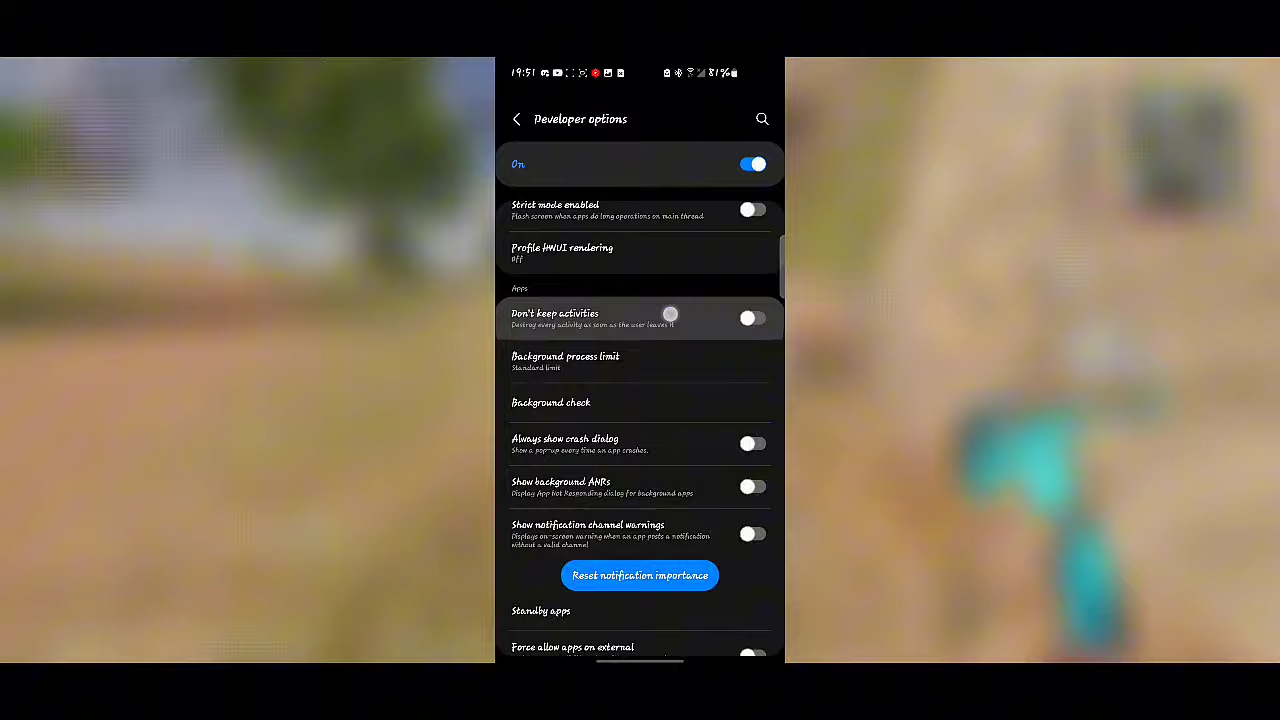 19:51
81%
Developer options
On
Strict mode enabled
Flash screen when apps do long operations on main thread
Profile HWUI rendering
Off
Apps
Don't keep activities
Destroy every activity as soon as the user leaves it
Background process limit
Standard limit
Background check
Always show crash dialog
Show a pop-up every time an app crashes.
Show background ANRs
Display App Not Responding dialog for background apps
Show notification channel warnings
Displays on-screen warning when an app posts a notification
without a valid channel
Reset notification importance
Standby apps
Force allow apps on external